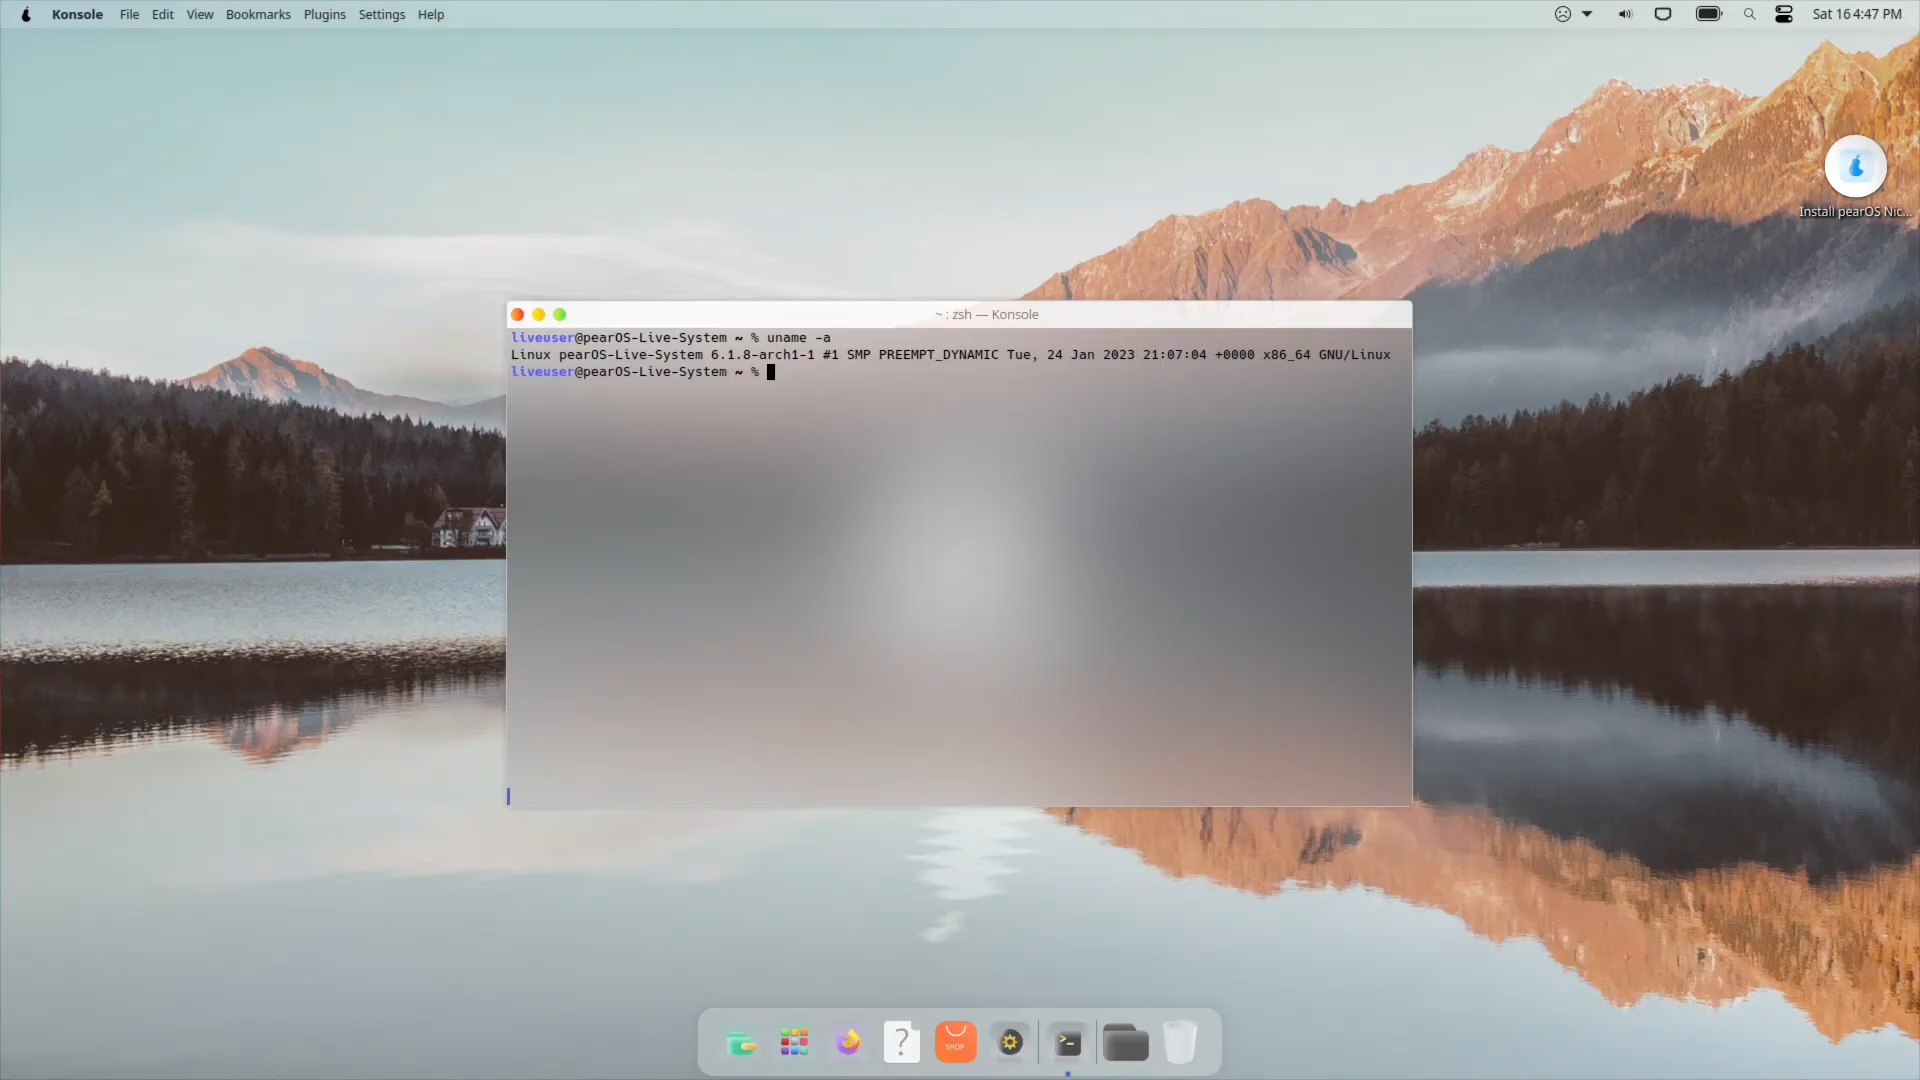 Konsole File Edit View Bookmarks Plugins Settings Help
Sat 16 4:47 PM
Install pearOS Nic...
~ : zsh — Konsole
liveuser@pearOS-Live-System ~ % uname -a
Linux pearOS-Live-System 6.1.8-arch1-1 #1 SMP PREEMPT_DYNAMIC Tue, 24 Jan 2023 21:07:04 +0000 x86_64 GNU/Linux
liveuser@pearOS-Live-System ~ %
?
SHOP
>_